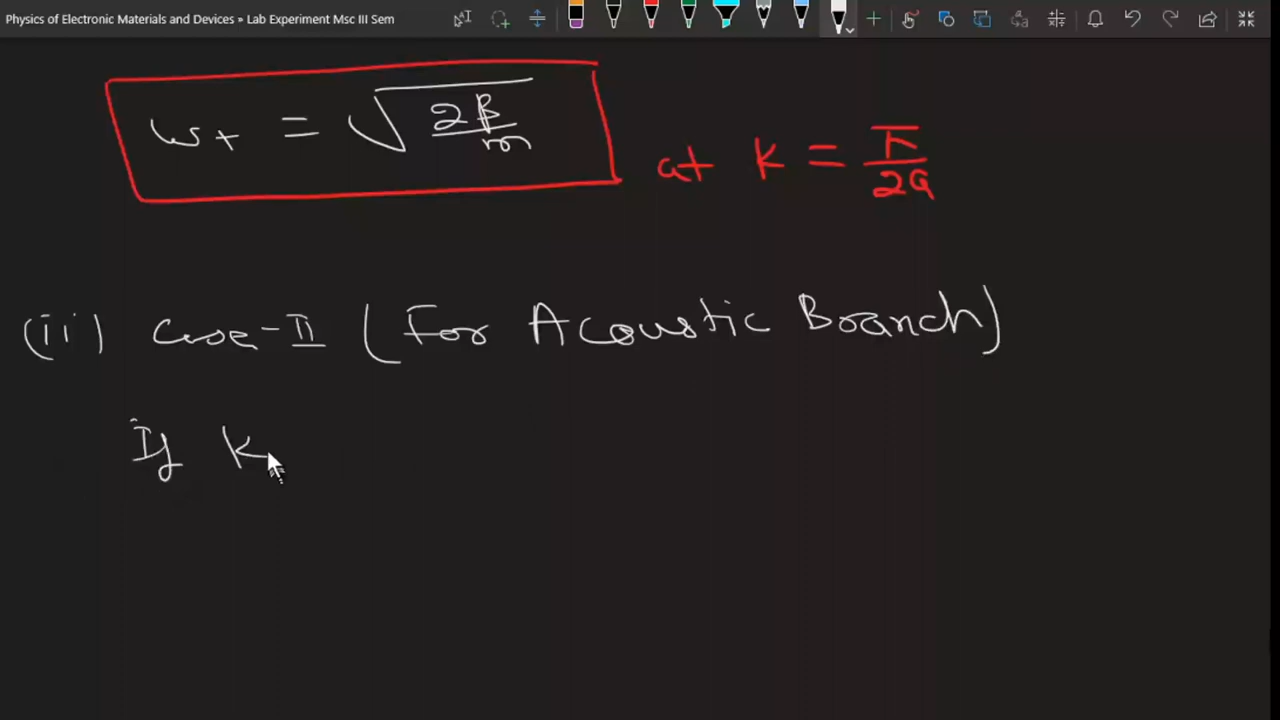 Physics of Electronic Materials and Devices » Lab Experiment Msc III Sem
ω+ = √(2β/m)
at k = π/2a
(ii) Case-II (For Acoustic Branch)
If k